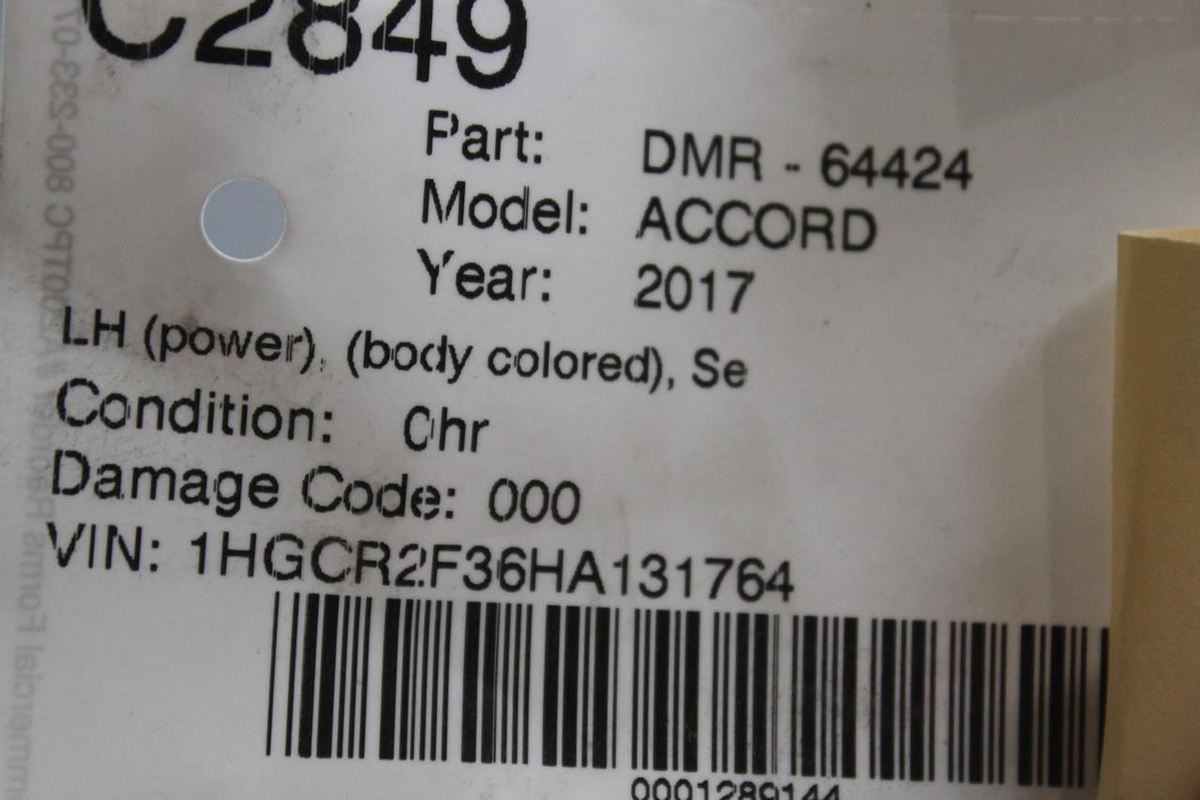 C2849
Part: DMR - 64424
Model: ACCORD
Year: 2017
LH (power), (body colored), Se
Condition: 0hr
Damage Code: 000
VIN: 1HGCR2F36HA131764
0001289144